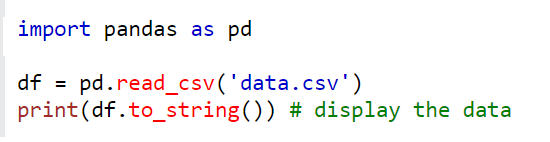 import pandas as pd
df = pd.read_csv('data.csv')
print(df.to_string()) # display the data